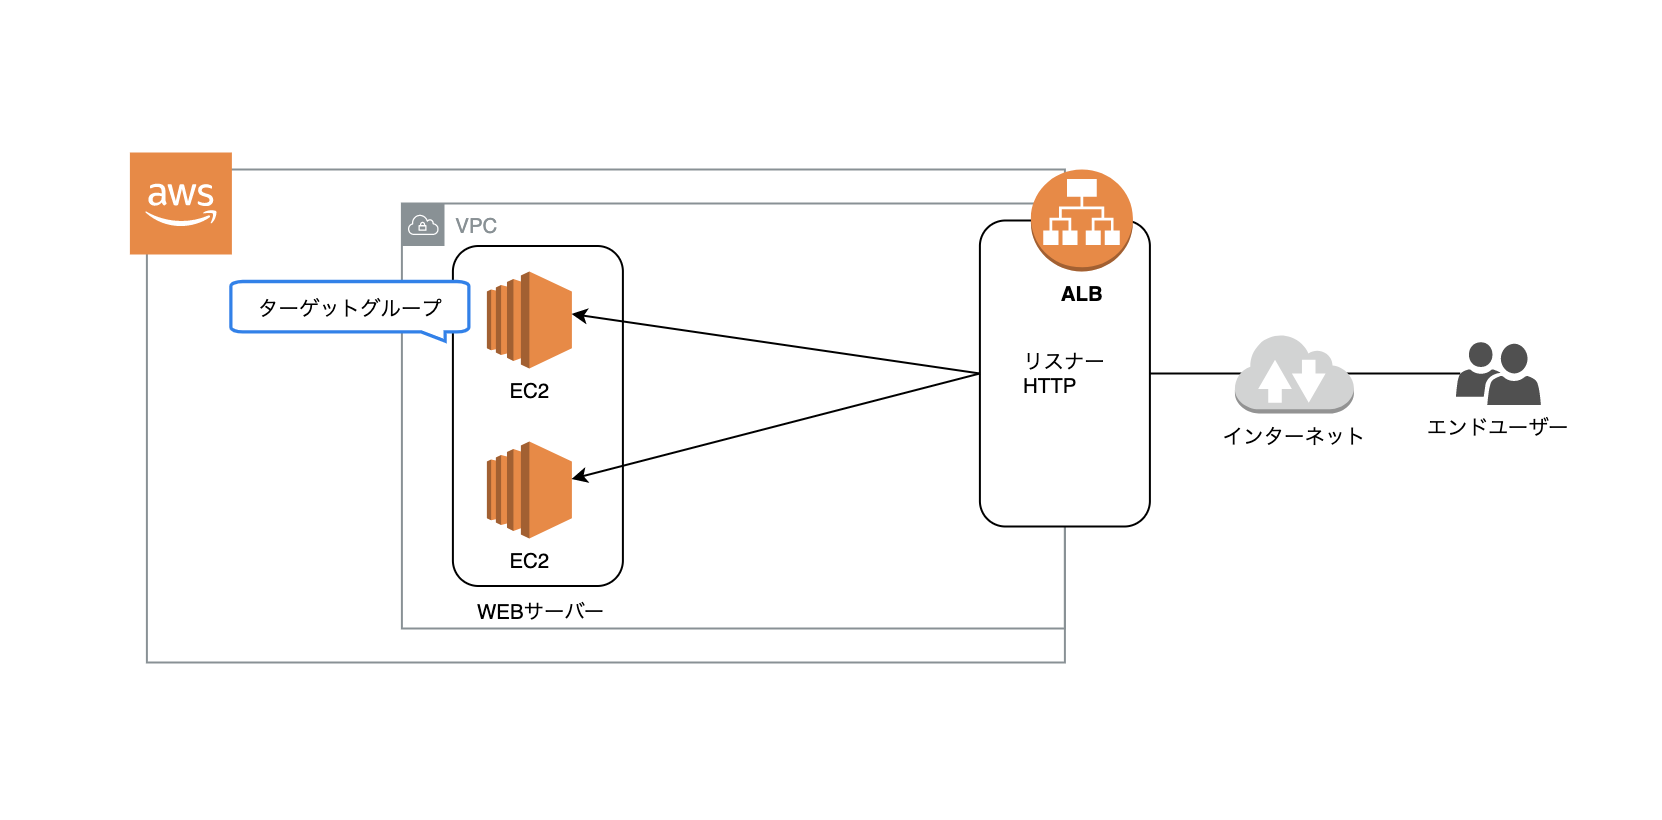 aws
VPC
ターゲットグループ
EC2
EC2
WEBサーバー
ALB
リスナー
HTTP
インターネット
エンドユーザー